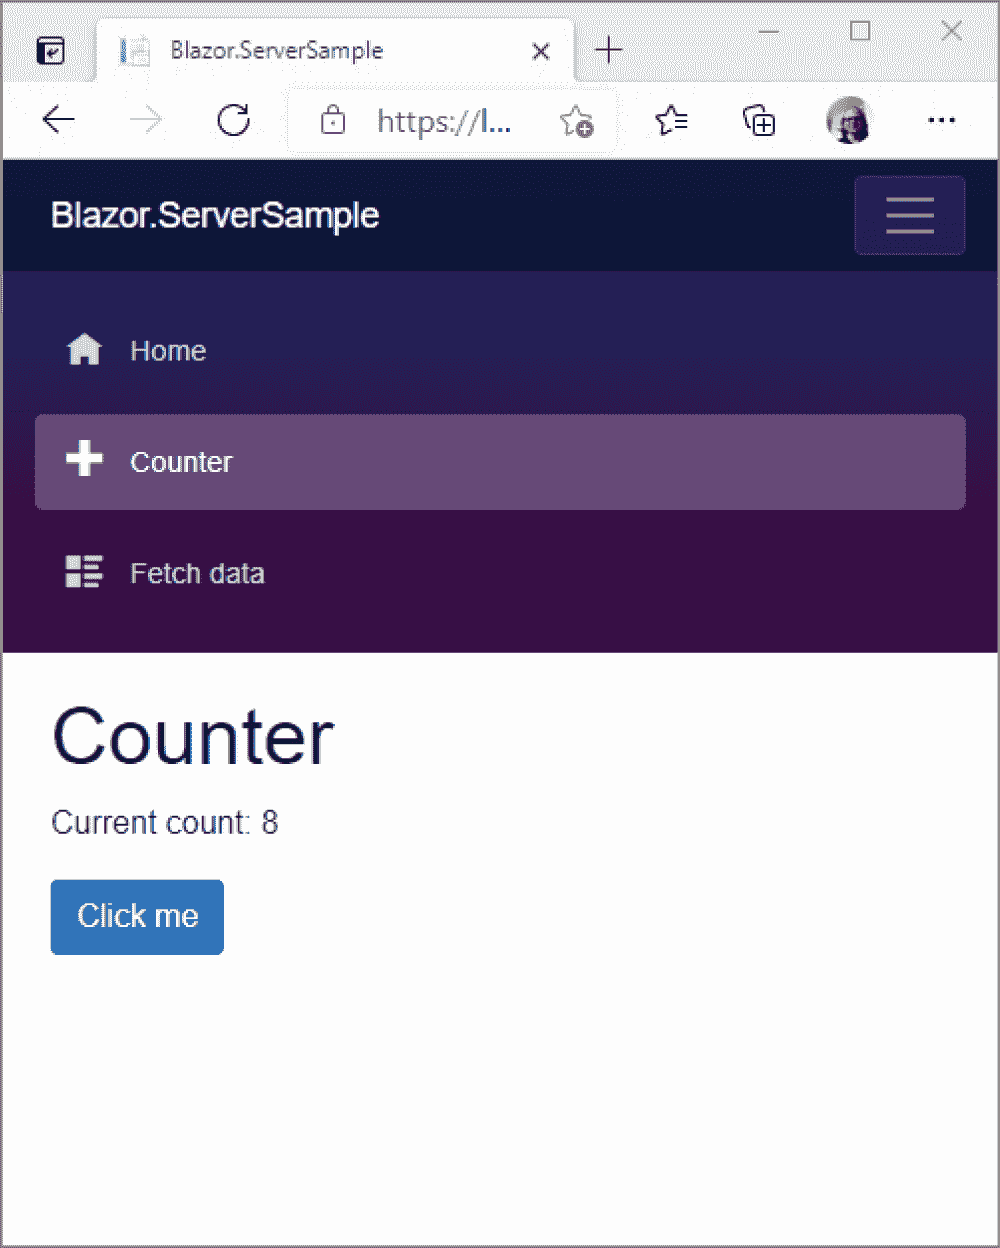 Blazor.ServerSample
https://l...
Blazor.ServerSample
Home
Counter
Fetch data
Counter
Current count: 8
Click me